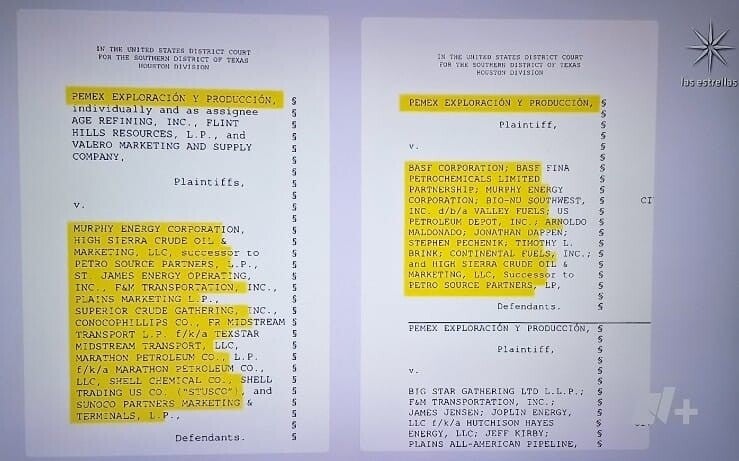 IN THE UNITED STATES DISTRICT COURT
FOR THE SOUTHERN DISTRICT OF TEXAS
HOUSTON DIVISION
PEMEX EXPLORACIÓN Y PRODUCCIÓN, §
individually and as assignee §
AGE REFINING, INC., FLINT §
HILLS RESOURCES, L.P., and §
VALERO MARKETING AND SUPPLY §
COMPANY, §
§
Plaintiffs, §
§
v. §
§
MURPHY ENERGY CORPORATION, §
HIGH SIERRA CRUDE OIL & §
MARKETING, LLC, successor to §
PETRO SOURCE PARTNERS, L.P., §
ST. JAMES ENERGY OPERATING, §
INC., F&M TRANSPORTATION, INC., §
PLAINS MARKETING L.P., §
SUPERIOR CRUDE GATHERING, INC., §
CONOCOPHILLIPS CO., FR MIDSTREAM §
TRANSPORT L.P. f/k/a TEXSTAR §
MIDSTREAM TRANSPORT, LLC, §
MARATHON PETROLEUM CO., L.P. §
f/k/a MARATHON PETROLEUM CO., §
LLC, SHELL CHEMICAL CO., SHELL §
TRADING US CO. ("STUSCO"), and §
SUNOCO PARTNERS MARKETING & §
TERMINALS, L.P., §
§
Defendants. §
IN THE UNITED STATES DISTRICT COURT
FOR THE SOUTHERN DISTRICT OF TEXAS
HOUSTON DIVISION
PEMEX EXPLORACIÓN Y PRODUCCIÓN, §
§
Plaintiff, §
§
v. §
§
BASF CORPORATION; BASF FINA §
PETROCHEMICALS LIMITED §
PARTNERSHIP; MURPHY ENERGY §
CORPORATION; BIO-NU SOUTHWEST, §
INC. d/b/a VALLEY FUELS; US §
PETROLEUM DEPOT, INC.; ARNOLDO §
MALDONADO; JONATHAN DAPPEN; §
STEPHEN PECHENIK; TIMOTHY L. §
BRINK; CONTINENTAL FUELS, INC.; §
and HIGH SIERRA CRUDE OIL & §
MARKETING, LLC, Successor to §
PETRO SOURCE PARTNERS, LP, §
§
Defendants. §
PEMEX EXPLORACIÓN Y PRODUCCIÓN, §
§
Plaintiff, §
§
v. §
§
BIG STAR GATHERING LTD L.L.P.; §
F&M TRANSPORTATION, INC.; §
JAMES JENSEN; JOPLIN ENERGY, §
LLC f/k/a HUTCHISON HAYES §
ENERGY, LLC; JEFF KIRBY; §
PLAINS ALL-AMERICAN PIPELINE, §
las estrellas
N+